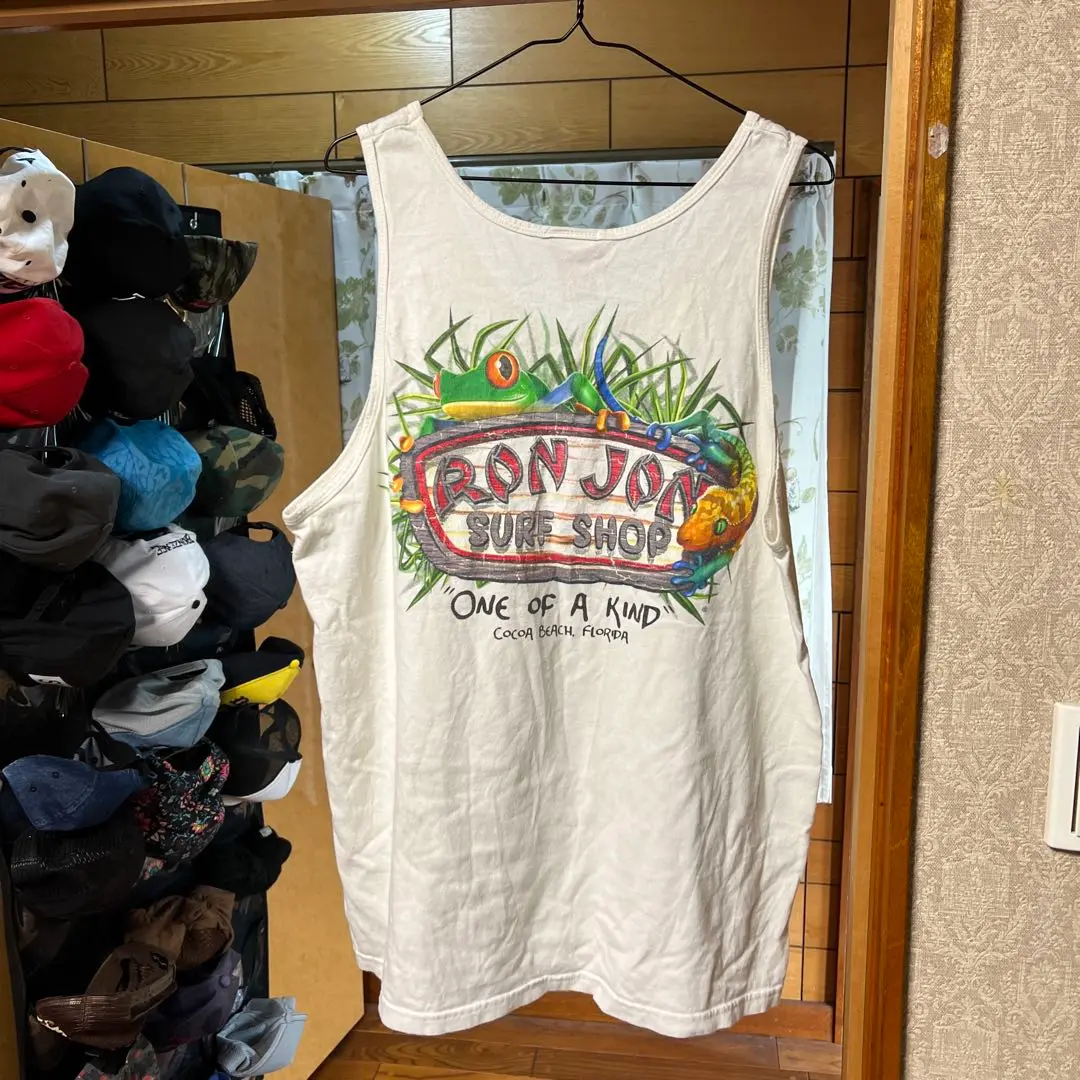 RON JON
SURF SHOP
"ONE OF A KIND"
COCOA BEACH, FLORIDA